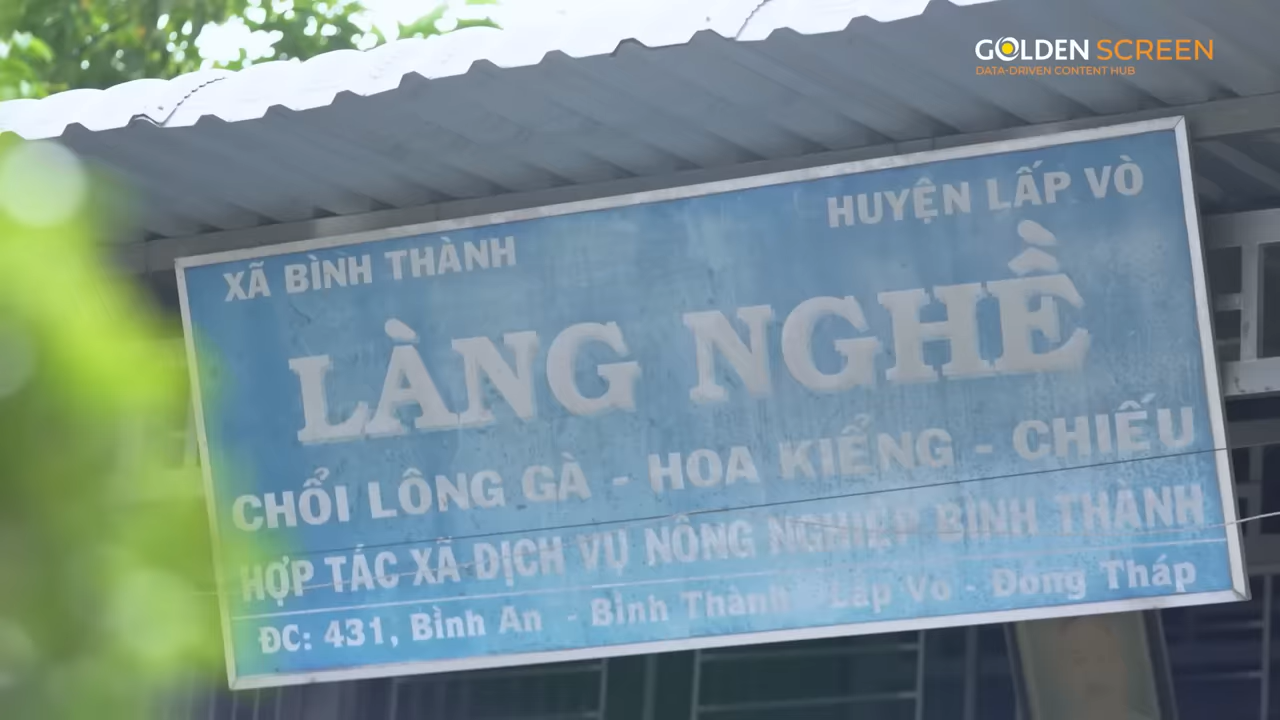 GOLDEN SCREEN
DATA-DRIVEN CONTENT HUB
XÃ BÌNH THÀNH
HUYỆN LẤP VÒ
LÀNG NGHỀ
CHỔI LÔNG GÀ - HOA KIỂNG - CHIẾU
HỢP TÁC XÃ DỊCH VỤ NÔNG NGHIỆP BÌNH THÀNH
ĐC: 431, Bình An - Bình Thành Lấp Vò - Đồng Tháp